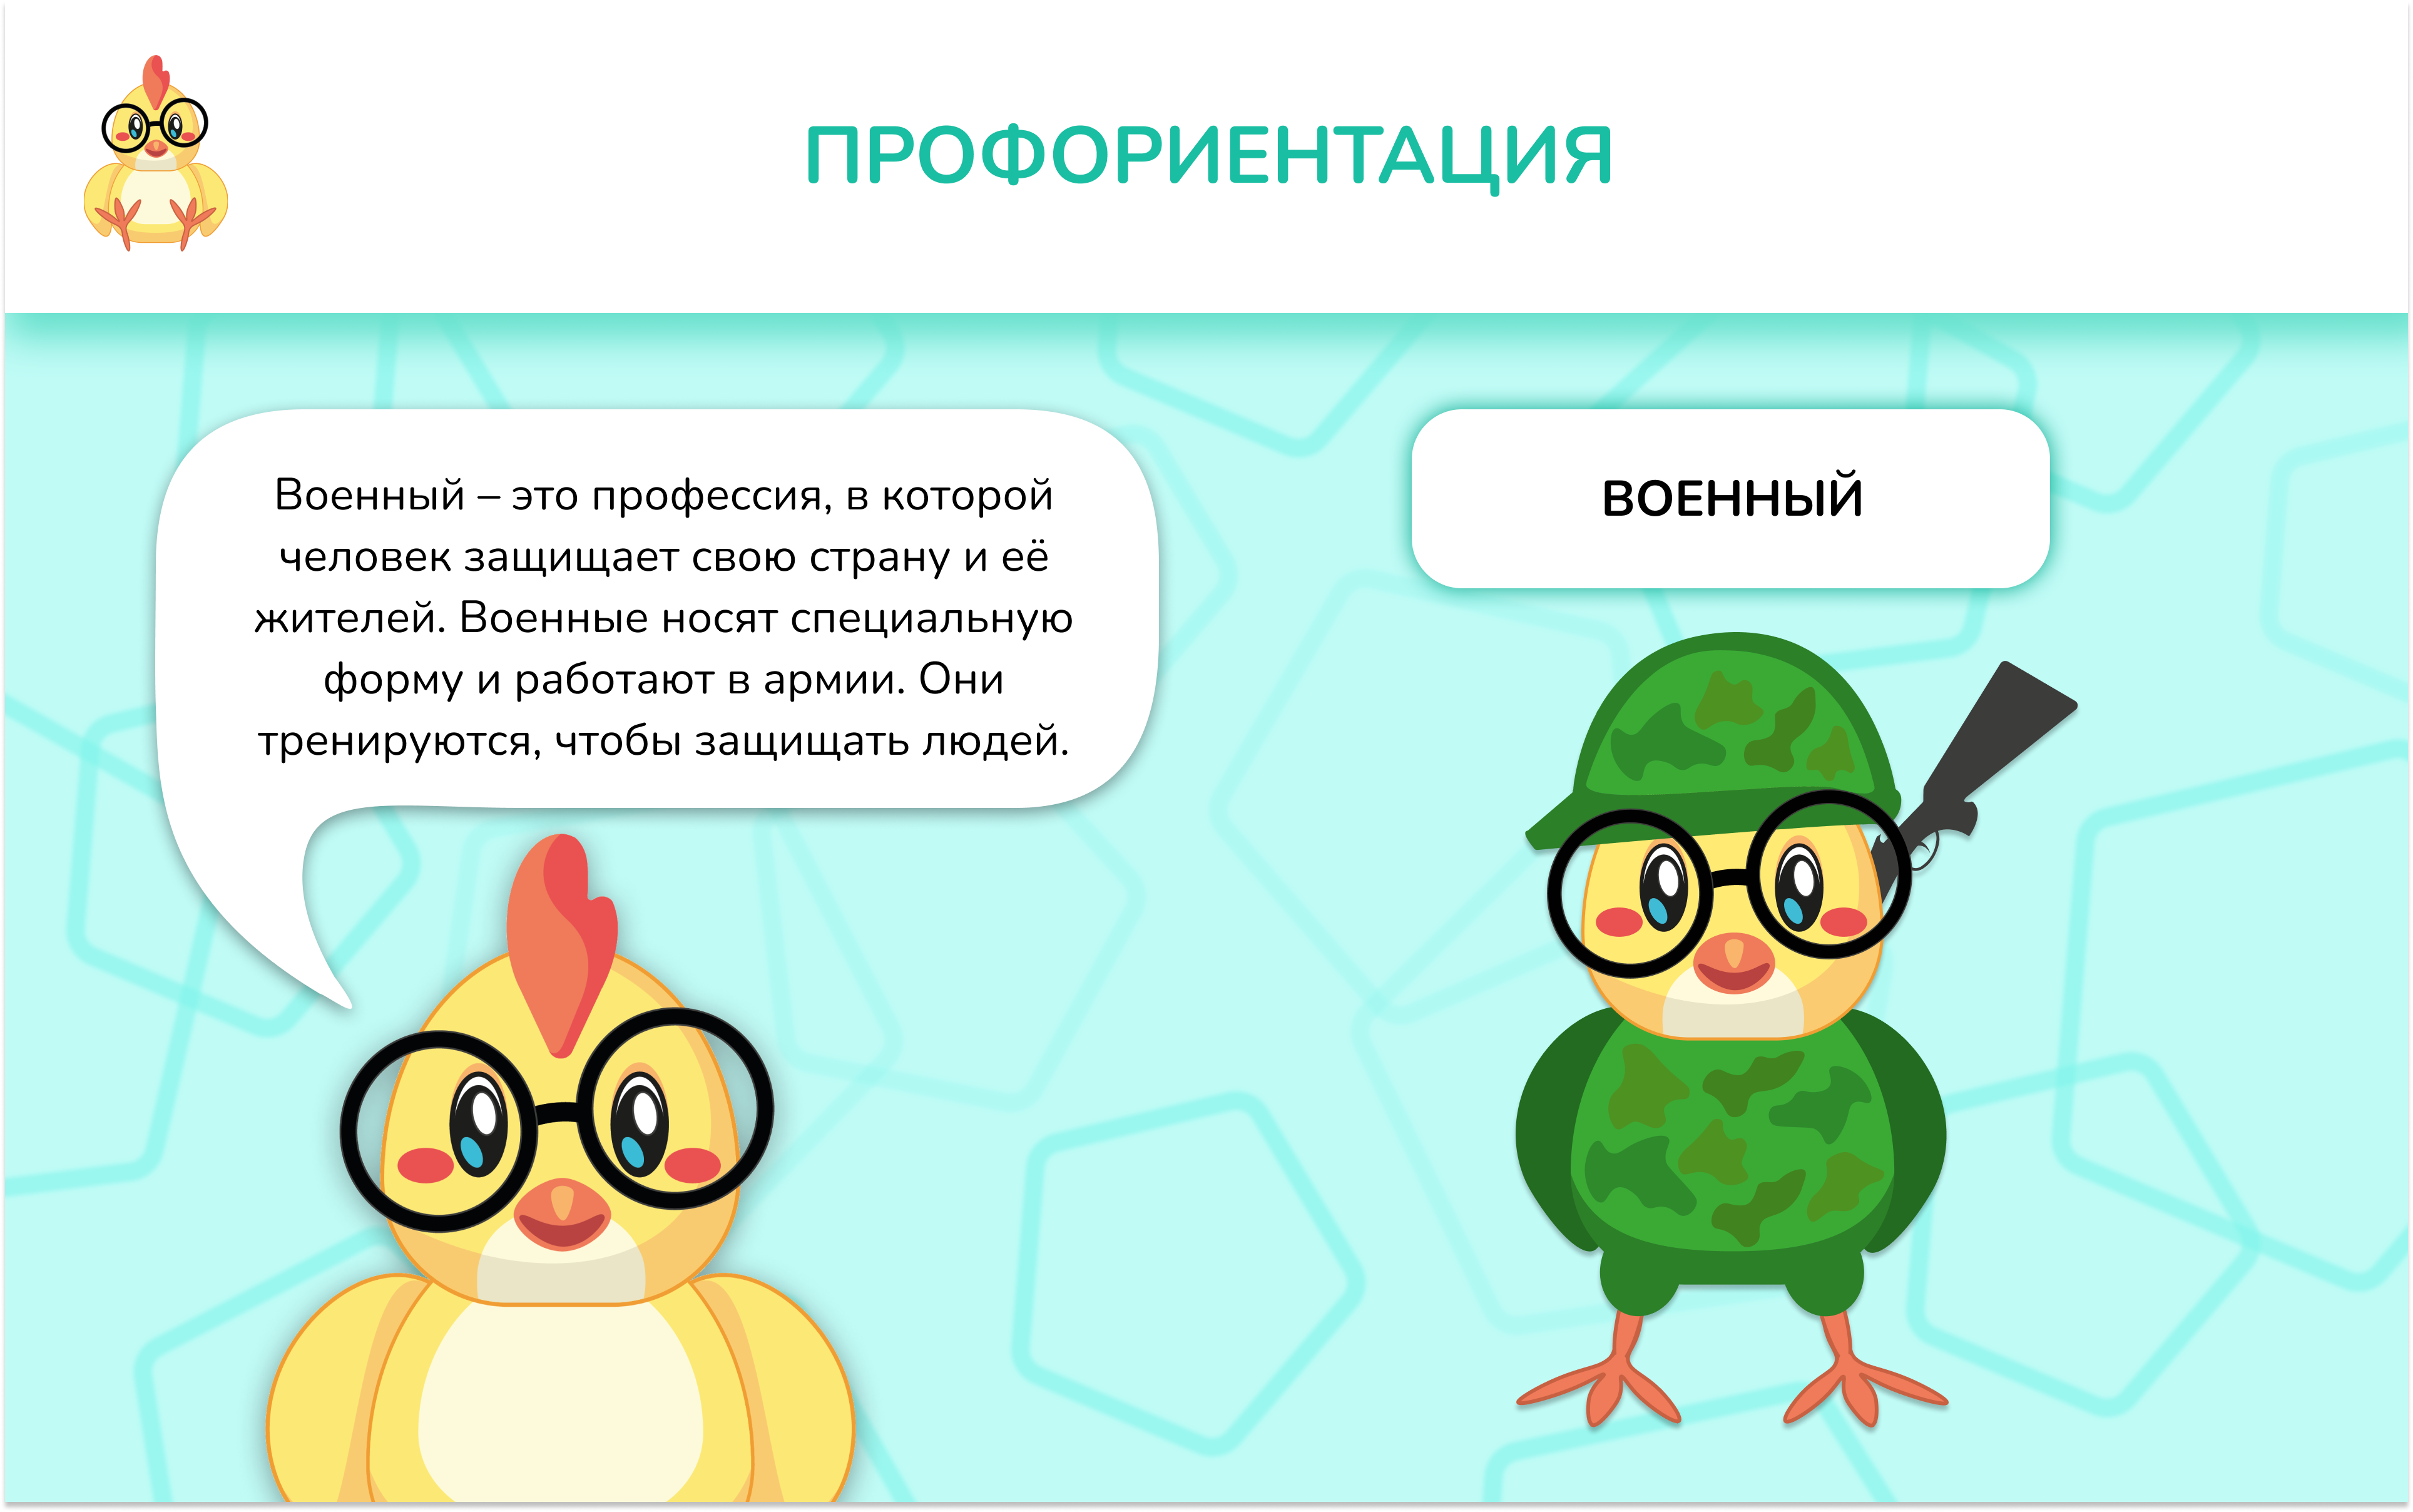 ПРОФОРИЕНТАЦИЯ
Военный – это профессия, в которой
человек защищает свою страну и её
жителей. Военные носят специальную
форму и работают в армии. Они
тренируются, чтобы защищать людей.
ВОЕННЫЙ